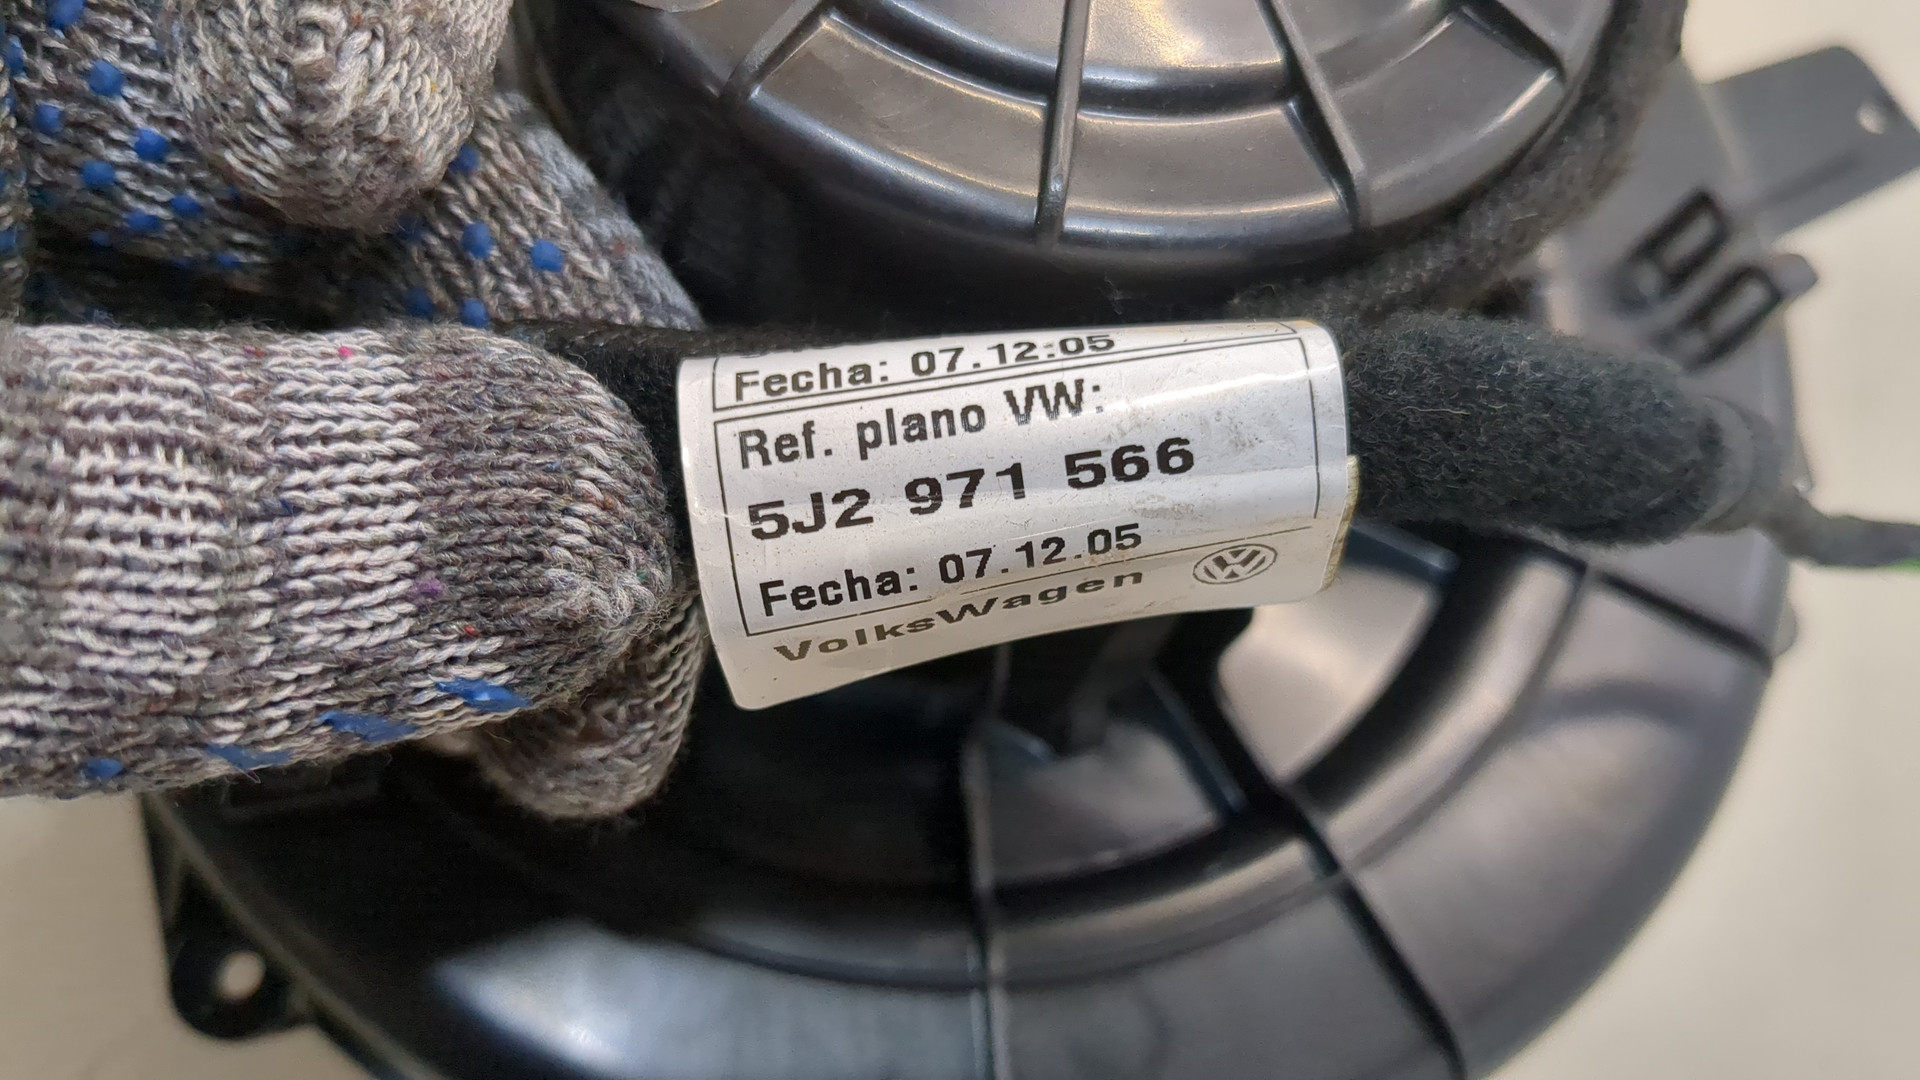 Fecha: 07.12.05
Ref. plano VW:
5J2 971 566
Fecha: 07.12.05
VolksWagen